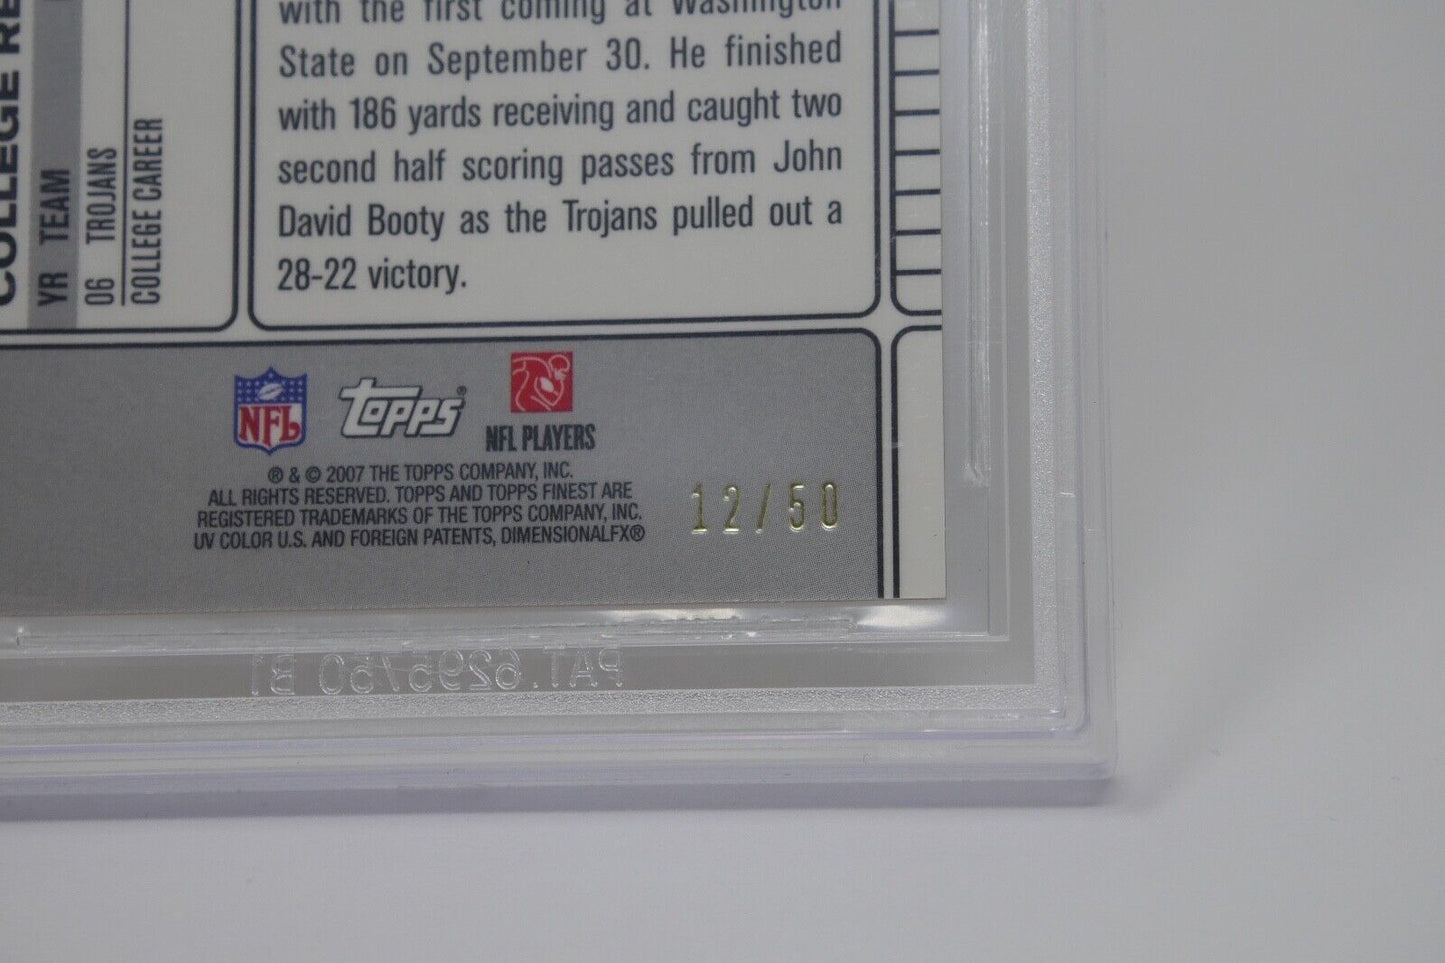 COLLEGE RE
YR TEAM
06 TROJANS
COLLEGE CAREER
with the first coming at Washington
State on September 30. He finished
with 186 yards receiving and caught two
second half scoring passes from John
David Booty as the Trojans pulled out a
28-22 victory.
NFL
Topps®
NFL PLAYERS
® & © 2007 THE TOPPS COMPANY, INC.
ALL RIGHTS RESERVED. TOPPS AND TOPPS FINEST ARE
REGISTERED TRADEMARKS OF THE TOPPS COMPANY, INC.
UV COLOR U.S. AND FOREIGN PATENTS, DIMENSIONALFX®
12/50
PAT.6295750 B1